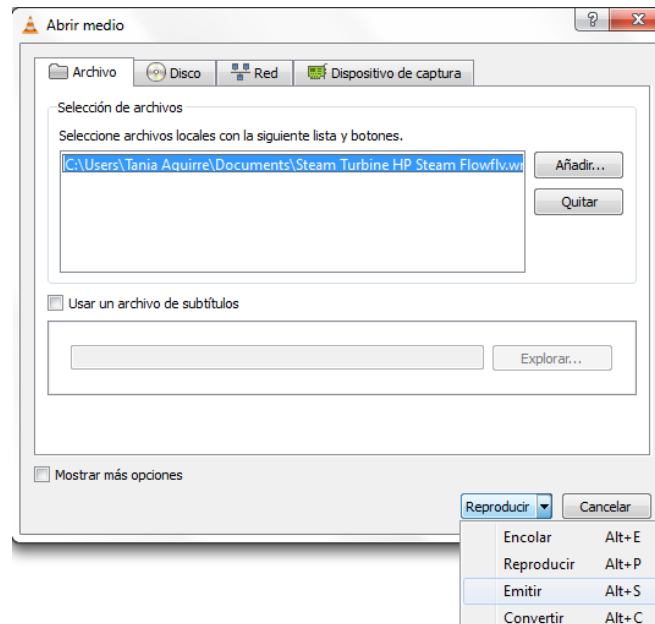 Abrir medio
Archivo
Disco
Red
Dispositivo de captura
Selección de archivos
Seleccione archivos locales con la siguiente lista y botones.
C:\Users\Tania Aguirre\Documents\Steam Turbine HP Steam Flowflv.wm
Añadir...
Quitar
Usar un archivo de subtítulos
Explorar...
Mostrar más opciones
Reproducir
Cancelar
Encolar Alt+E
Reproducir Alt+P
Emitir Alt+S
Convertir Alt+C